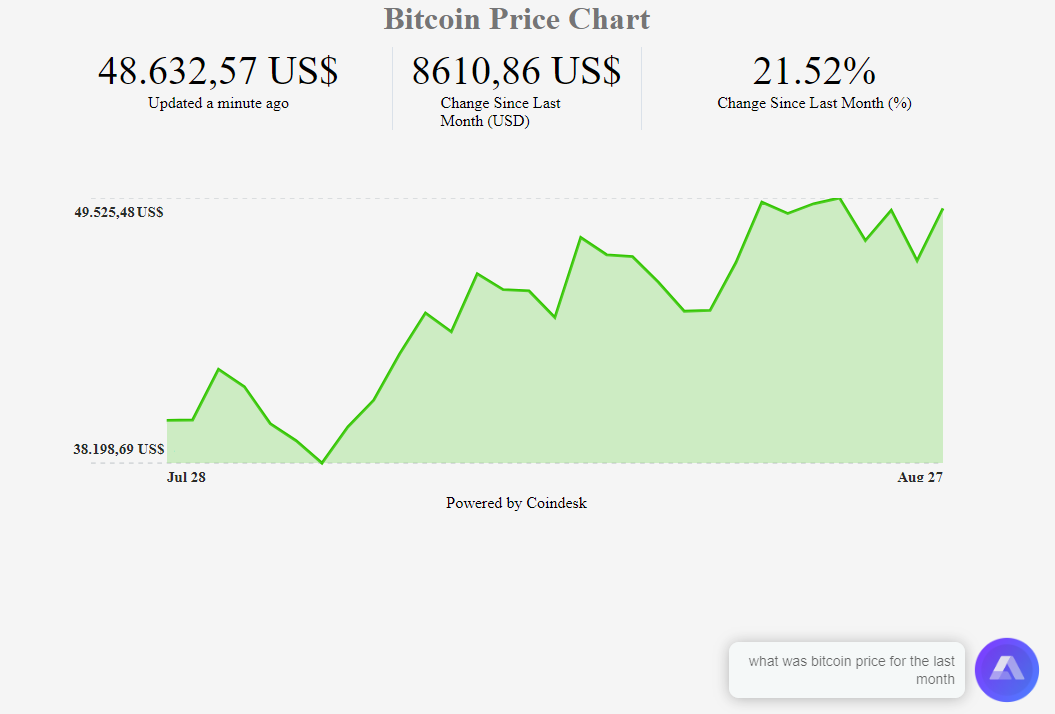 Bitcoin Price Chart
48.632,57 US$
Updated a minute ago
8610,86 US$
Change Since Last
Month (USD)
21.52%
Change Since Last Month (%)
49.525,48 US$
38.198,69 US$
Jul 28
Aug 27
Powered by Coindesk
what was bitcoin price for the last
month